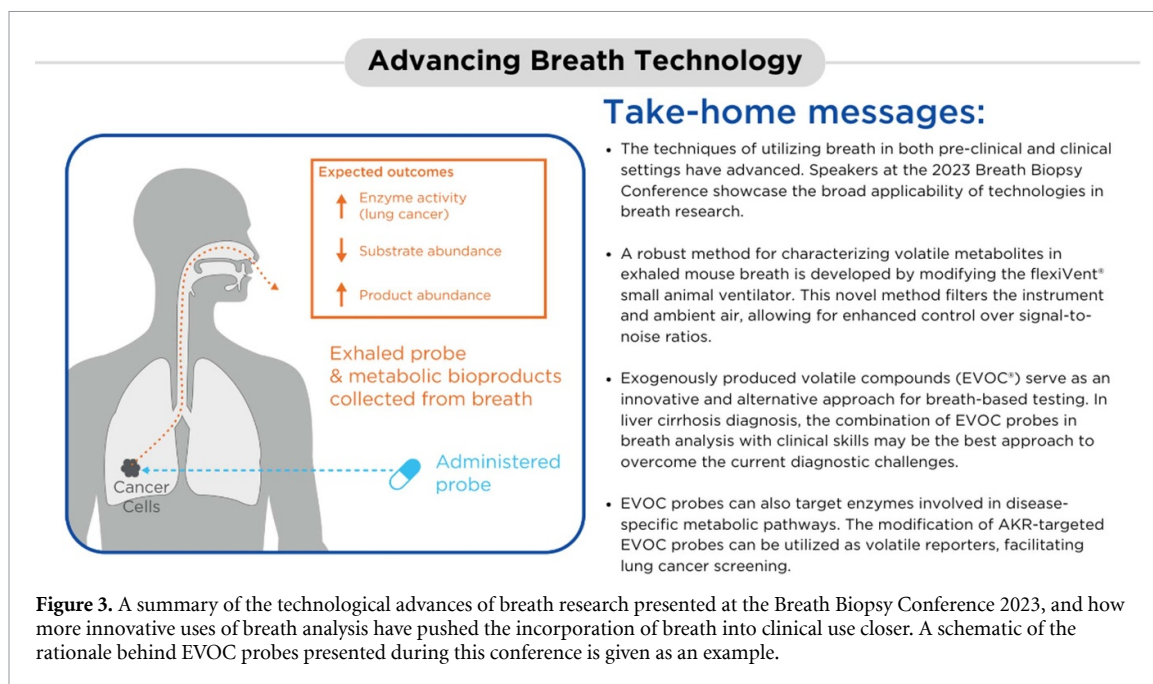 Advancing Breath Technology
Expected outcomes
Enzyme activity
(lung cancer)
Substrate abundance
Product abundance
Exhaled probe
& metabolic bioproducts
collected from breath
Administered
probe
Cancer
Cells
Take-home messages:
• The techniques of utilizing breath in both pre-clinical and clinical
settings have advanced. Speakers at the 2023 Breath Biopsy
Conference showcase the broad applicability of technologies in
breath research.
• A robust method for characterizing volatile metabolites in
exhaled mouse breath is developed by modifying the flexiVent®
small animal ventilator. This novel method filters the instrument
and ambient air, allowing for enhanced control over signal-to-
noise ratios.
• Exogenously produced volatile compounds (EVOC®) serve as an
innovative and alternative approach for breath-based testing. In
liver cirrhosis diagnosis, the combination of EVOC probes in
breath analysis with clinical skills may be the best approach to
overcome the current diagnostic challenges.
• EVOC probes can also target enzymes involved in disease-
specific metabolic pathways. The modification of AKR-targeted
EVOC probes can be utilized as volatile reporters, facilitating
lung cancer screening.
Figure 3. A summary of the technological advances of breath research presented at the Breath Biopsy Conference 2023, and how
more innovative uses of breath analysis have pushed the incorporation of breath into clinical use closer. A schematic of the
rationale behind EVOC probes presented during this conference is given as an example.